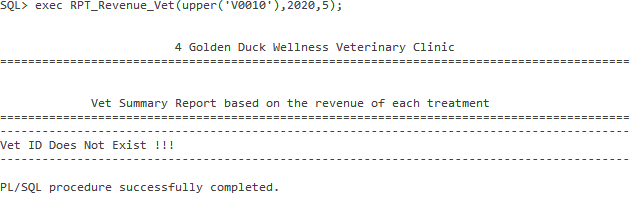 SQL> exec RPT_Revenue_Vet(upper('V0010'),2020,5);
4 Golden Duck Wellness Veterinary Clinic
==========================================================================================
Vet Summary Report based on the revenue of each treatment
==========================================================================================
------------------------------------------------------------------------------------------
Vet ID Does Not Exist !!!
------------------------------------------------------------------------------------------
PL/SQL procedure successfully completed.